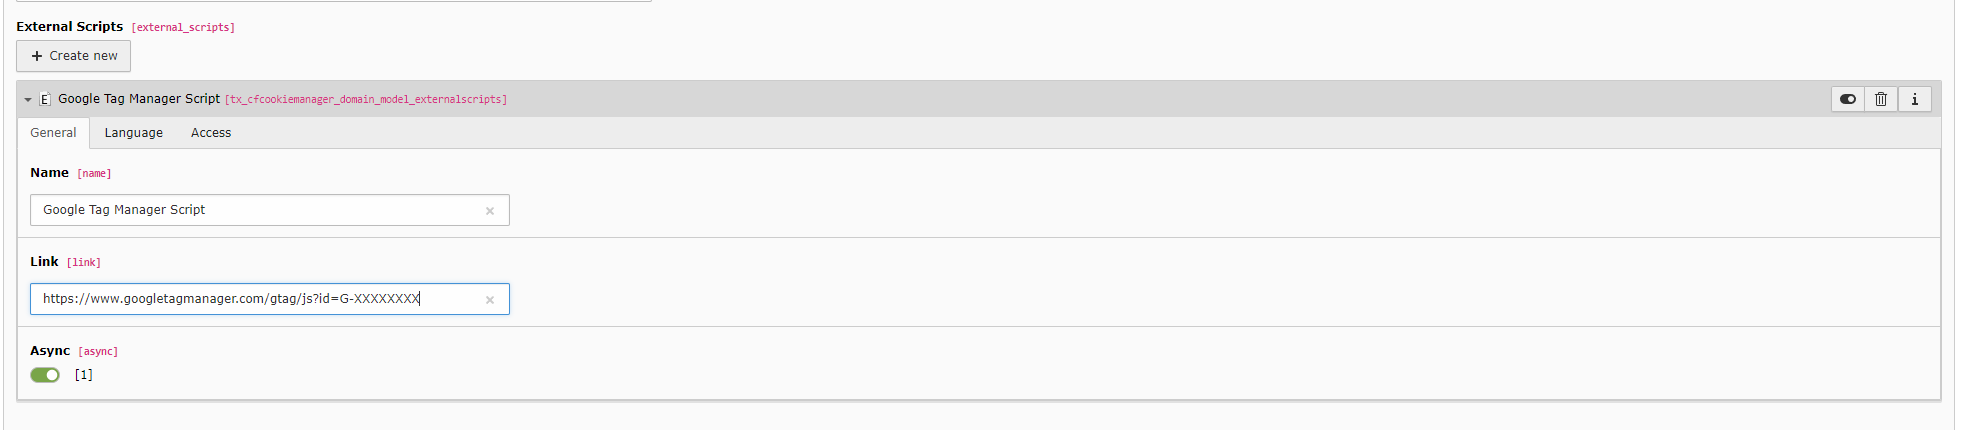 External Scripts [external_scripts]
+ Create new
E Google Tag Manager Script [tx_cfcookiemanager_domain_model_externalscripts]
General Language Access
Name [name]
Google Tag Manager Script
Link [link]
https://www.googletagmanager.com/gtag/js?id=G-XXXXXXXX
Async [async]
[1]